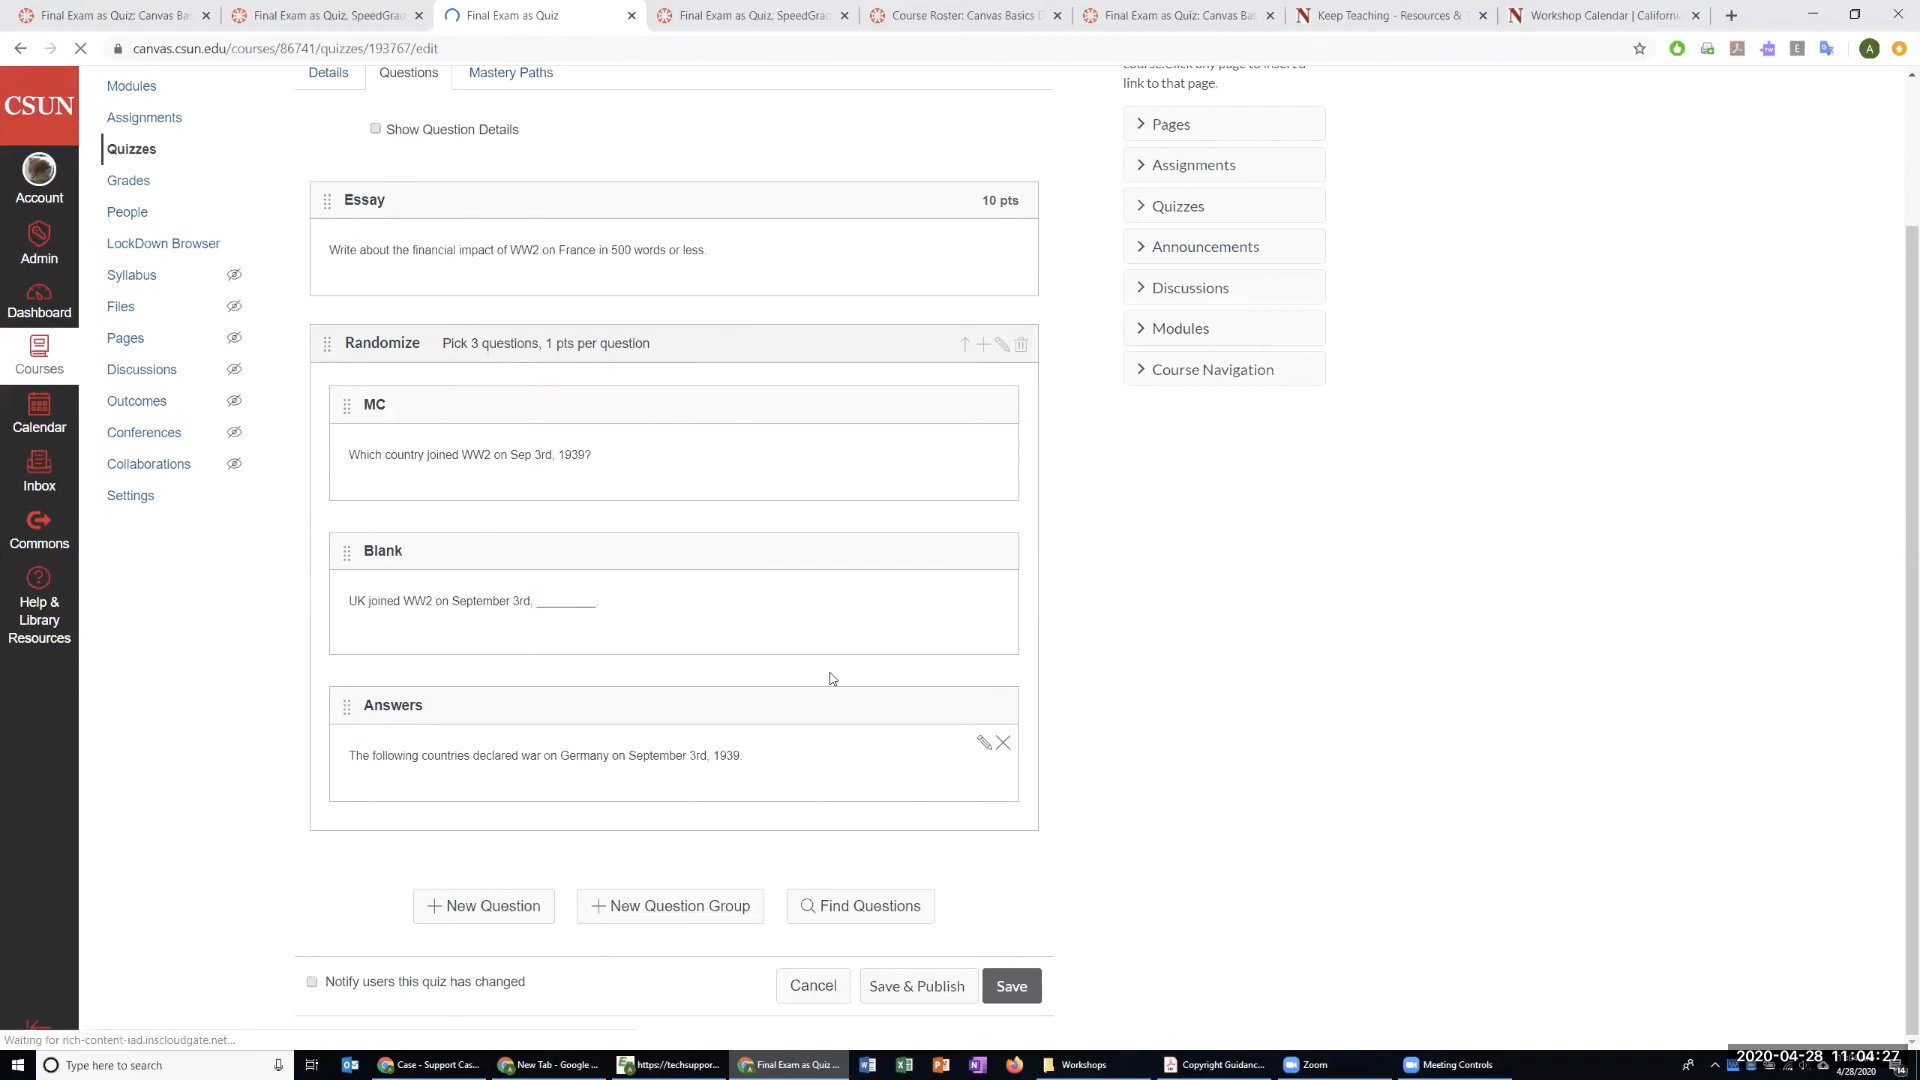 Final Exam as Quiz: Canvas Ba
Final Exam as Quiz, SpeedGrad
Final Exam as Quiz
Final Exam as Quiz, SpeedGrad
Course Roster: Canvas Basics D
Final Exam as Quiz: Canvas Bas
Keep Teaching - Resources & T
Workshop Calendar | California
canvas.csun.edu/courses/86741/quizzes/193767/edit
CSUN
Account
Admin
Dashboard
Courses
Calendar
Inbox
Commons
Help &
Library
Resources
Modules
Assignments
Quizzes
Grades
People
LockDown Browser
Syllabus
Files
Pages
Discussions
Outcomes
Conferences
Collaborations
Settings
Details
Questions
Mastery Paths
Show Question Details
Essay
10 pts
Write about the financial impact of WW2 on France in 500 words or less.
Randomize
Pick 3 questions, 1 pts per question
MC
Which country joined WW2 on Sep 3rd, 1939?
Blank
UK joined WW2 on September 3rd, __________.
Answers
The following countries declared war on Germany on September 3rd, 1939.
New Question
New Question Group
Find Questions
Notify users this quiz has changed
Cancel
Save & Publish
Save
course.Click any page to insert a
link to that page.
Pages
Assignments
Quizzes
Announcements
Discussions
Modules
Course Navigation
Waiting for rich-content-iad.inscloudgate.net...
Type here to search
Case - Support Cas...
New Tab - Google ...
https://techsuppor...
Final Exam as Quiz ...
Workshops
Copyright Guidanc...
Zoom
Meeting Controls
2020-04-28 11:04:27
4/28/2020